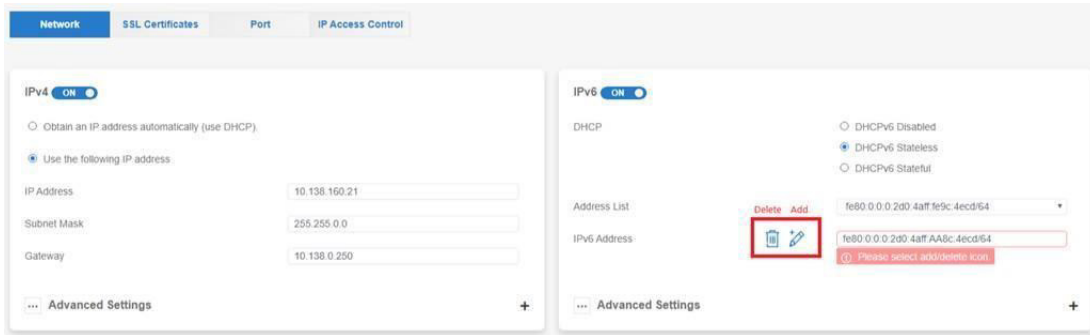 Network SSL Certificates Port IP Access Control
IPv4 ON
Obtain an IP address automatically (use DHCP).
Use the following IP address
IP Address 10.138.160.21
Subnet Mask 255.255.0.0
Gateway 10.138.0.250
... Advanced Settings +
IPv6 ON
DHCP DHCPv6 Disabled
DHCPv6 Stateless
DHCPv6 Stateful
Address List fe80:0:0:0:2d0:4aff:fe9c:4ecd/64
Delete Add
IPv6 Address fe80:0:0:0:2d0:4aff:AA8c:4ecd/64
Please select add/delete icon.
... Advanced Settings +